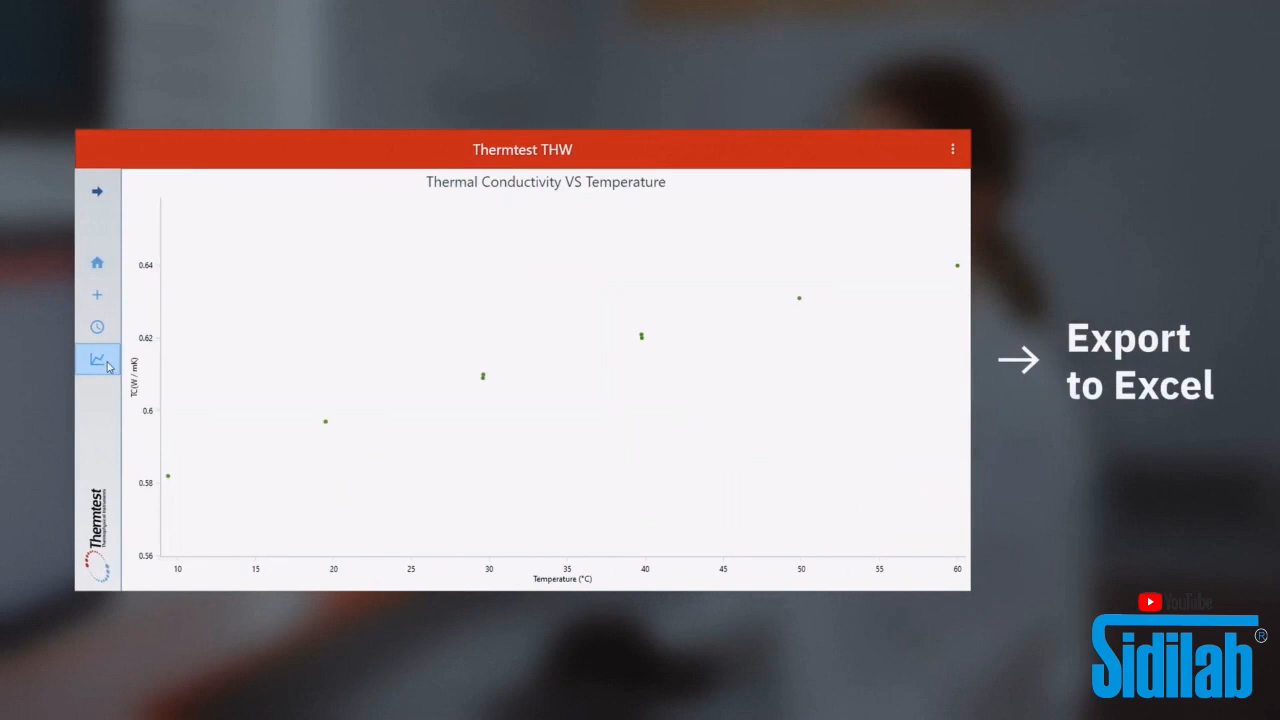 Thermtest THW
Thermal Conductivity VS Temperature
0.64
0.62
0.6
0.58
0.56
TC(W / mK)
10 15 20 25 30 35 40 45 50 55 60
Temperature (°C)
Thermtest
Export
to Excel
YouTube
Sidilab®